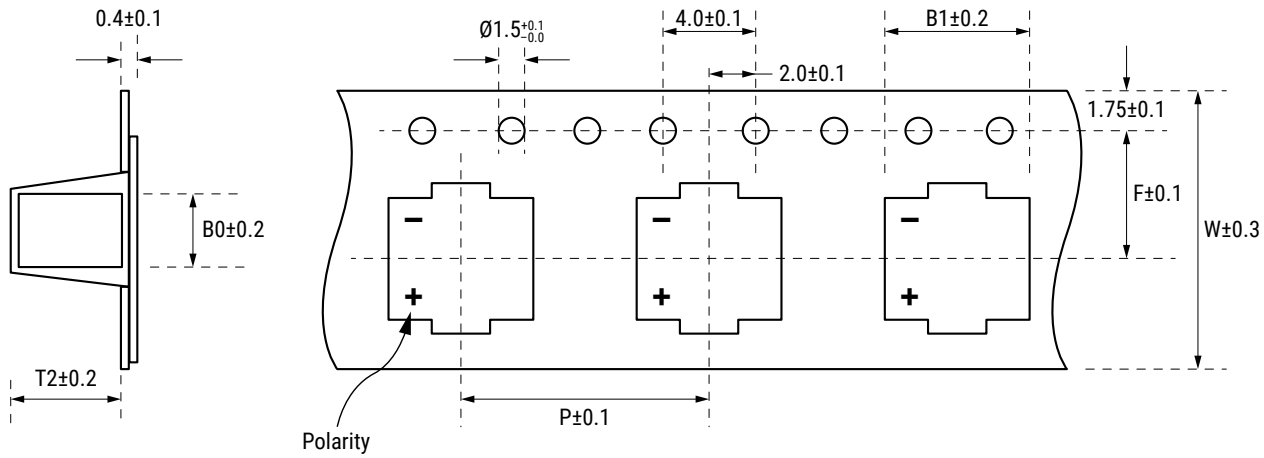 0.4±0.1
Ø1.5+0.1-0.0
4.0±0.1
B1±0.2
2.0±0.1
1.75±0.1
F±0.1
W±0.3
B0±0.2
− − −
+ + +
T2±0.2
P±0.1
Polarity